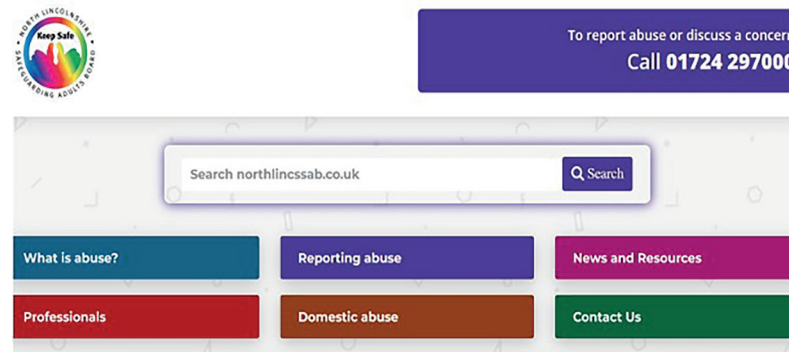 NORTH LINCOLNSHIRE
Keep Safe
SAFEGUARDING ADULTS BOARD
To report abuse or discuss a concern
Call 01724 297000
Search northlincssab.co.uk
Search
What is abuse?
Reporting abuse
News and Resources
Professionals
Domestic abuse
Contact Us